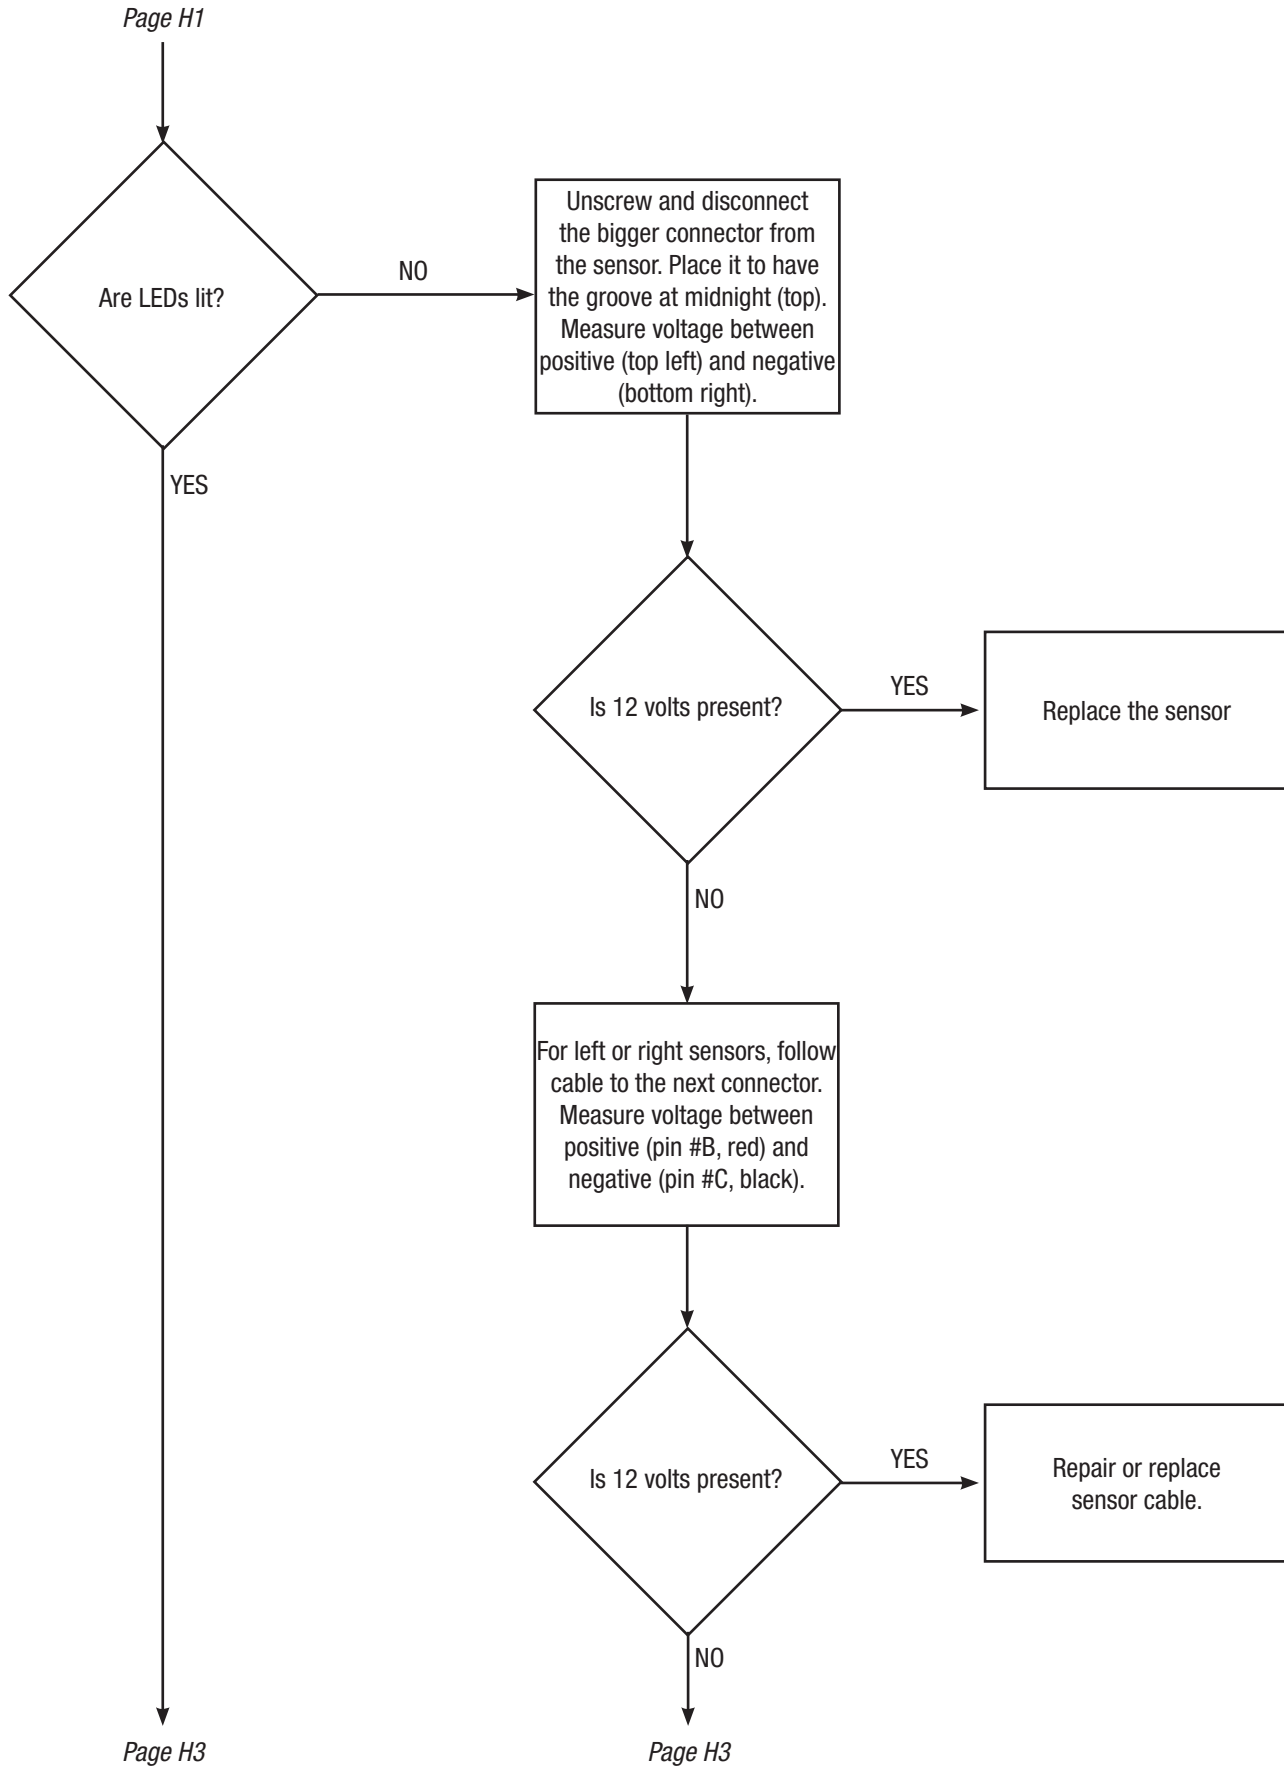 Page H1
Are LEDs lit?
NO
Unscrew and disconnect
the bigger connector from
the sensor. Place it to have
the groove at midnight (top).
Measure voltage between
positive (top left) and negative
(bottom right).
YES
Is 12 volts present?
YES
Replace the sensor
NO
For left or right sensors, follow
cable to the next connector.
Measure voltage between
positive (pin #B, red) and
negative (pin #C, black).
Is 12 volts present?
YES
Repair or replace
sensor cable.
NO
Page H3
Page H3